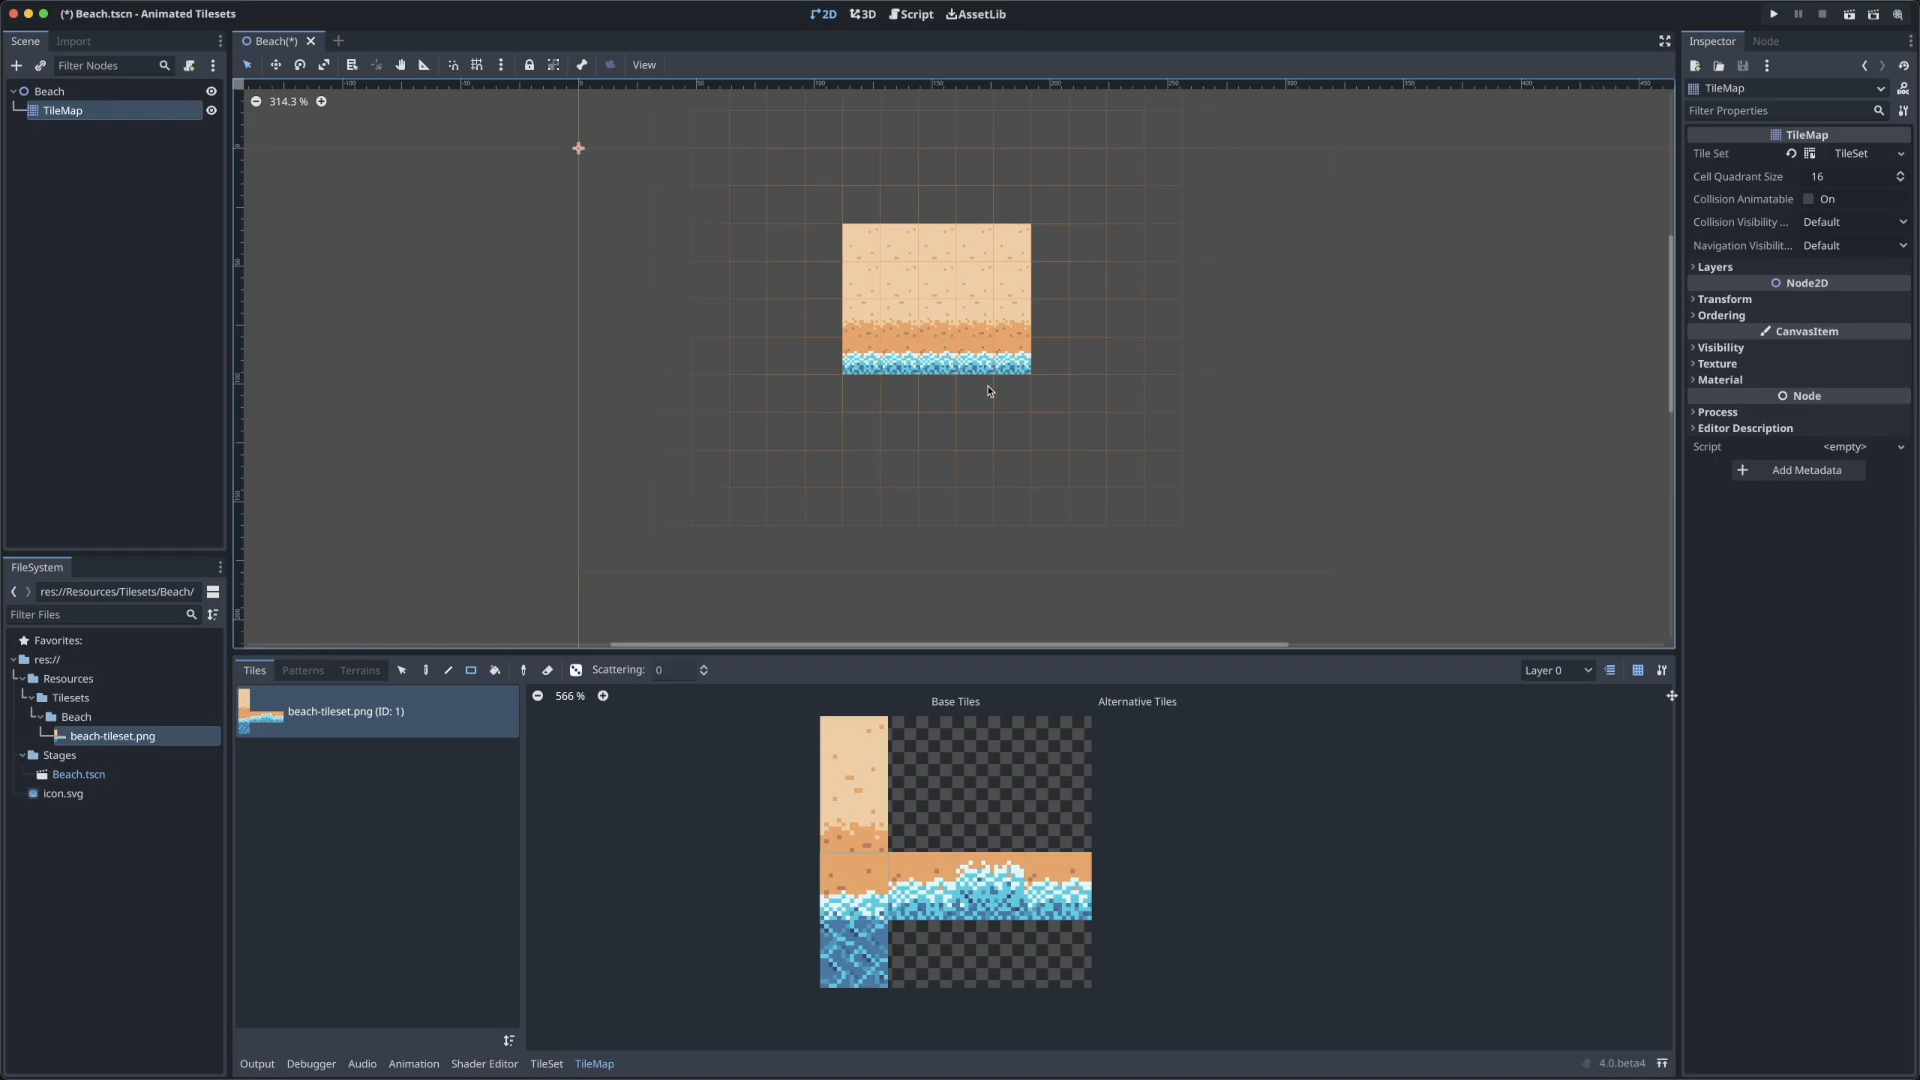 (*) Beach.tscn - Animated Tilesets
2D 3D Script AssetLib
Scene Import
Filter Nodes
Beach
TileMap
Beach(*)
View
314.3 %
Inspector Node
TileMap
Filter Properties
TileMap
Tile Set TileSet
Cell Quadrant Size 16
Collision Animatable On
Collision Visibility ... Default
Navigation Visibilit... Default
Layers
Node2D
Transform
Ordering
CanvasItem
Visibility
Texture
Material
Node
Process
Editor Description
Script <empty>
Add Metadata
FileSystem
res://Resources/Tilesets/Beach/
Filter Files
Favorites:
res://
Resources
Tilesets
Beach
beach-tileset.png
Stages
Beach.tscn
icon.svg
Tiles Patterns Terrains Scattering: 0 Layer 0
beach-tileset.png (ID: 1)
566 %
Base Tiles Alternative Tiles
Output Debugger Audio Animation Shader Editor TileSet TileMap 4.0.beta4